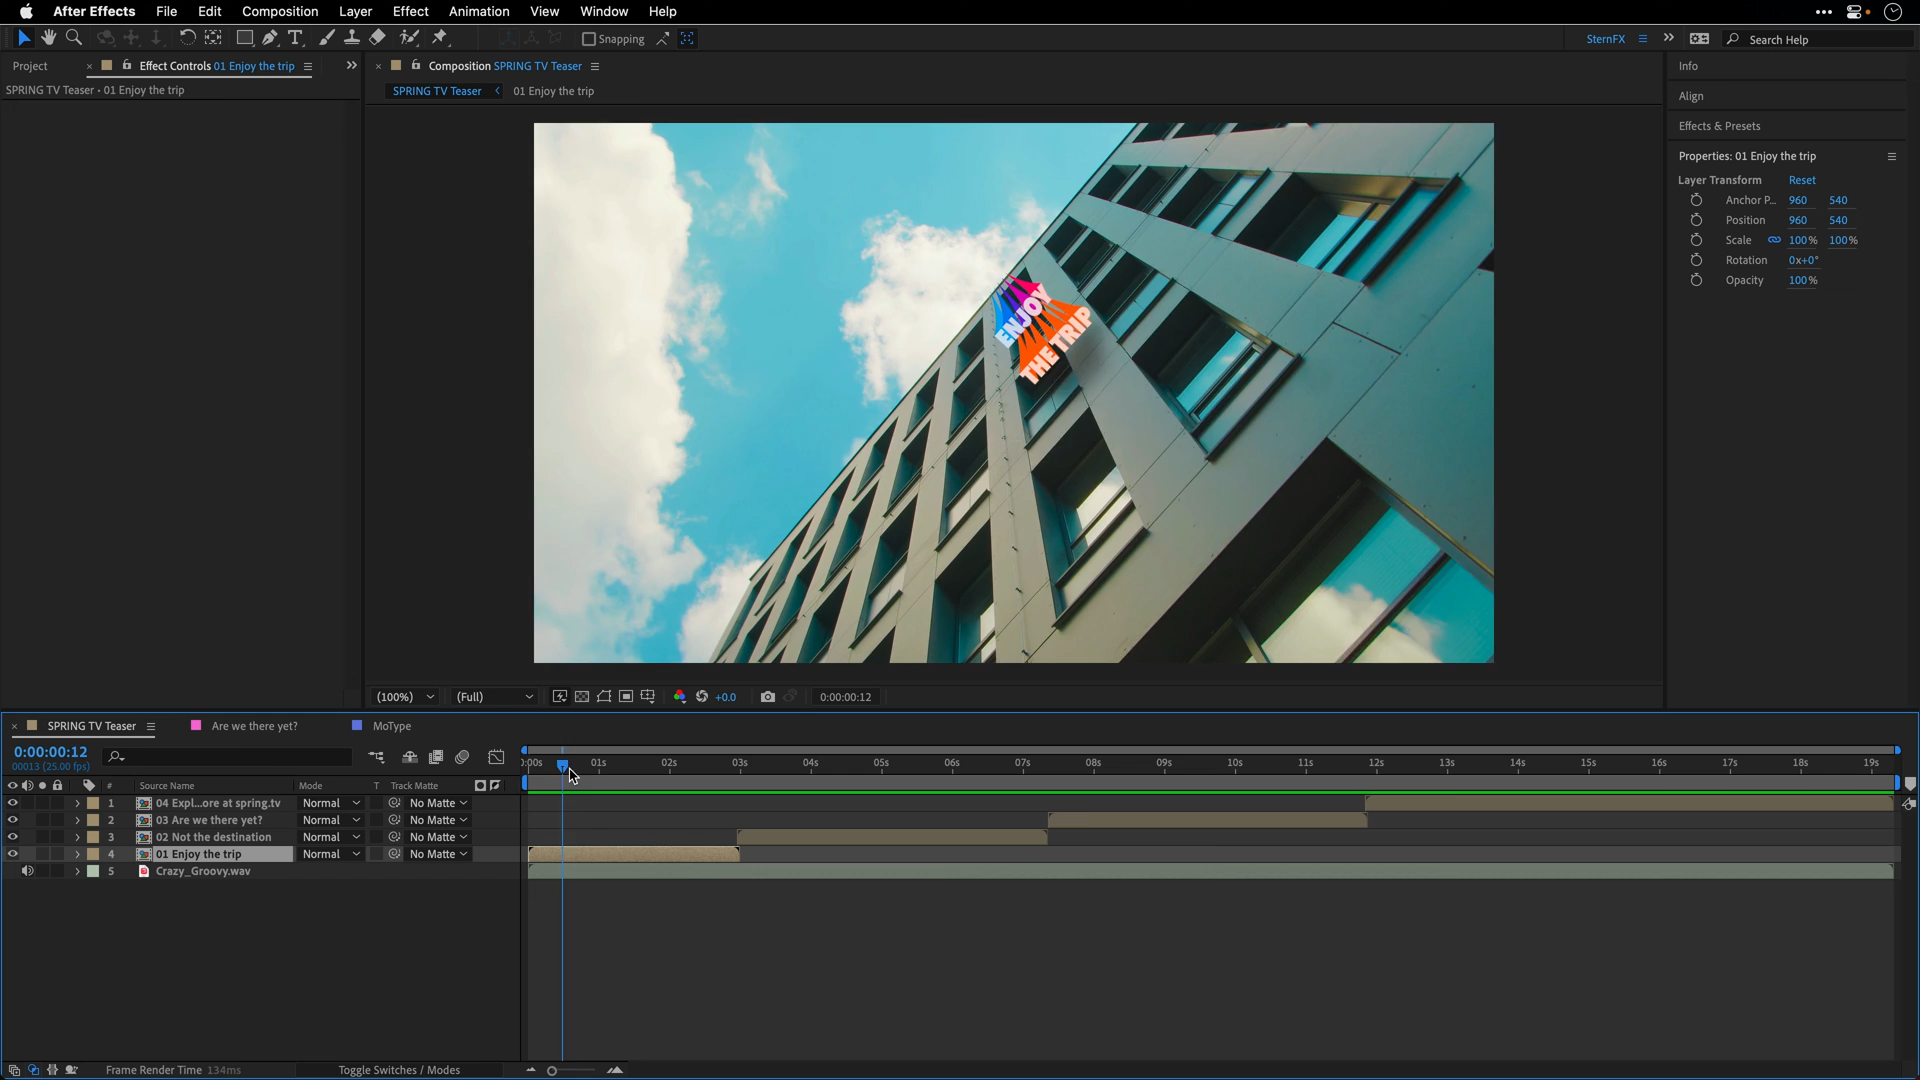 After Effects File Edit Composition Layer Effect Animation View Window Help
Snapping
SternFX
Search Help
Project
Effect Controls 01 Enjoy the trip
SPRING TV Teaser • 01 Enjoy the trip
Composition SPRING TV Teaser
SPRING TV Teaser
01 Enjoy the trip
ENJOY
THE TRIP
Info
Align
Effects & Presets
Properties: 01 Enjoy the trip
Layer Transform Reset
Anchor P... 960 540
Position 960 540
Scale 100% 100%
Rotation 0x+0°
Opacity 100%
(100%) (Full) +0.0 0:00:00:12
SPRING TV Teaser Are we there yet? MoType
0:00:00:12
00013 (25.00 fps)
:00s 01s 02s 03s 04s 05s 06s 07s 08s 09s 10s 11s 12s 13s 14s 15s 16s 17s 18s 19s
# Source Name Mode T Track Matte
1 04 Expl...ore at spring.tv Normal No Matte
2 03 Are we there yet? Normal No Matte
3 02 Not the destination Normal No Matte
4 01 Enjoy the trip Normal No Matte
5 Crazy_Groovy.wav
Frame Render Time 134ms Toggle Switches / Modes